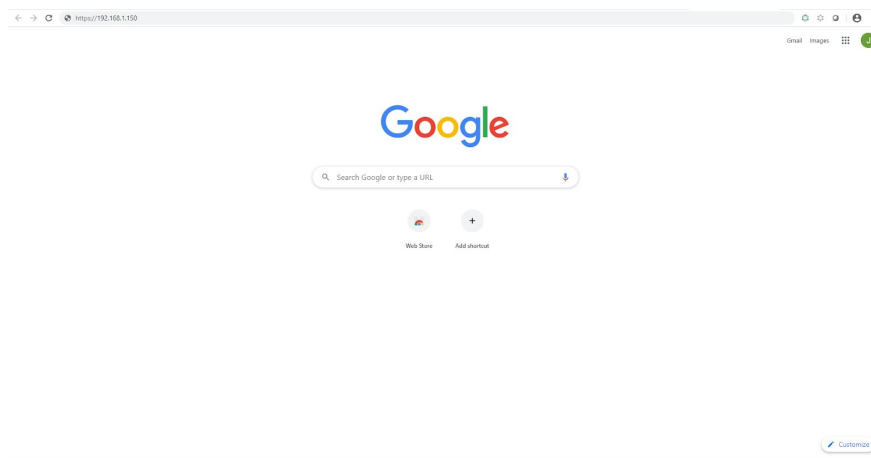 https://192.168.1.150
Gmail Images
J
Google
Search Google or type a URL
Web Store Add shortcut
Customize